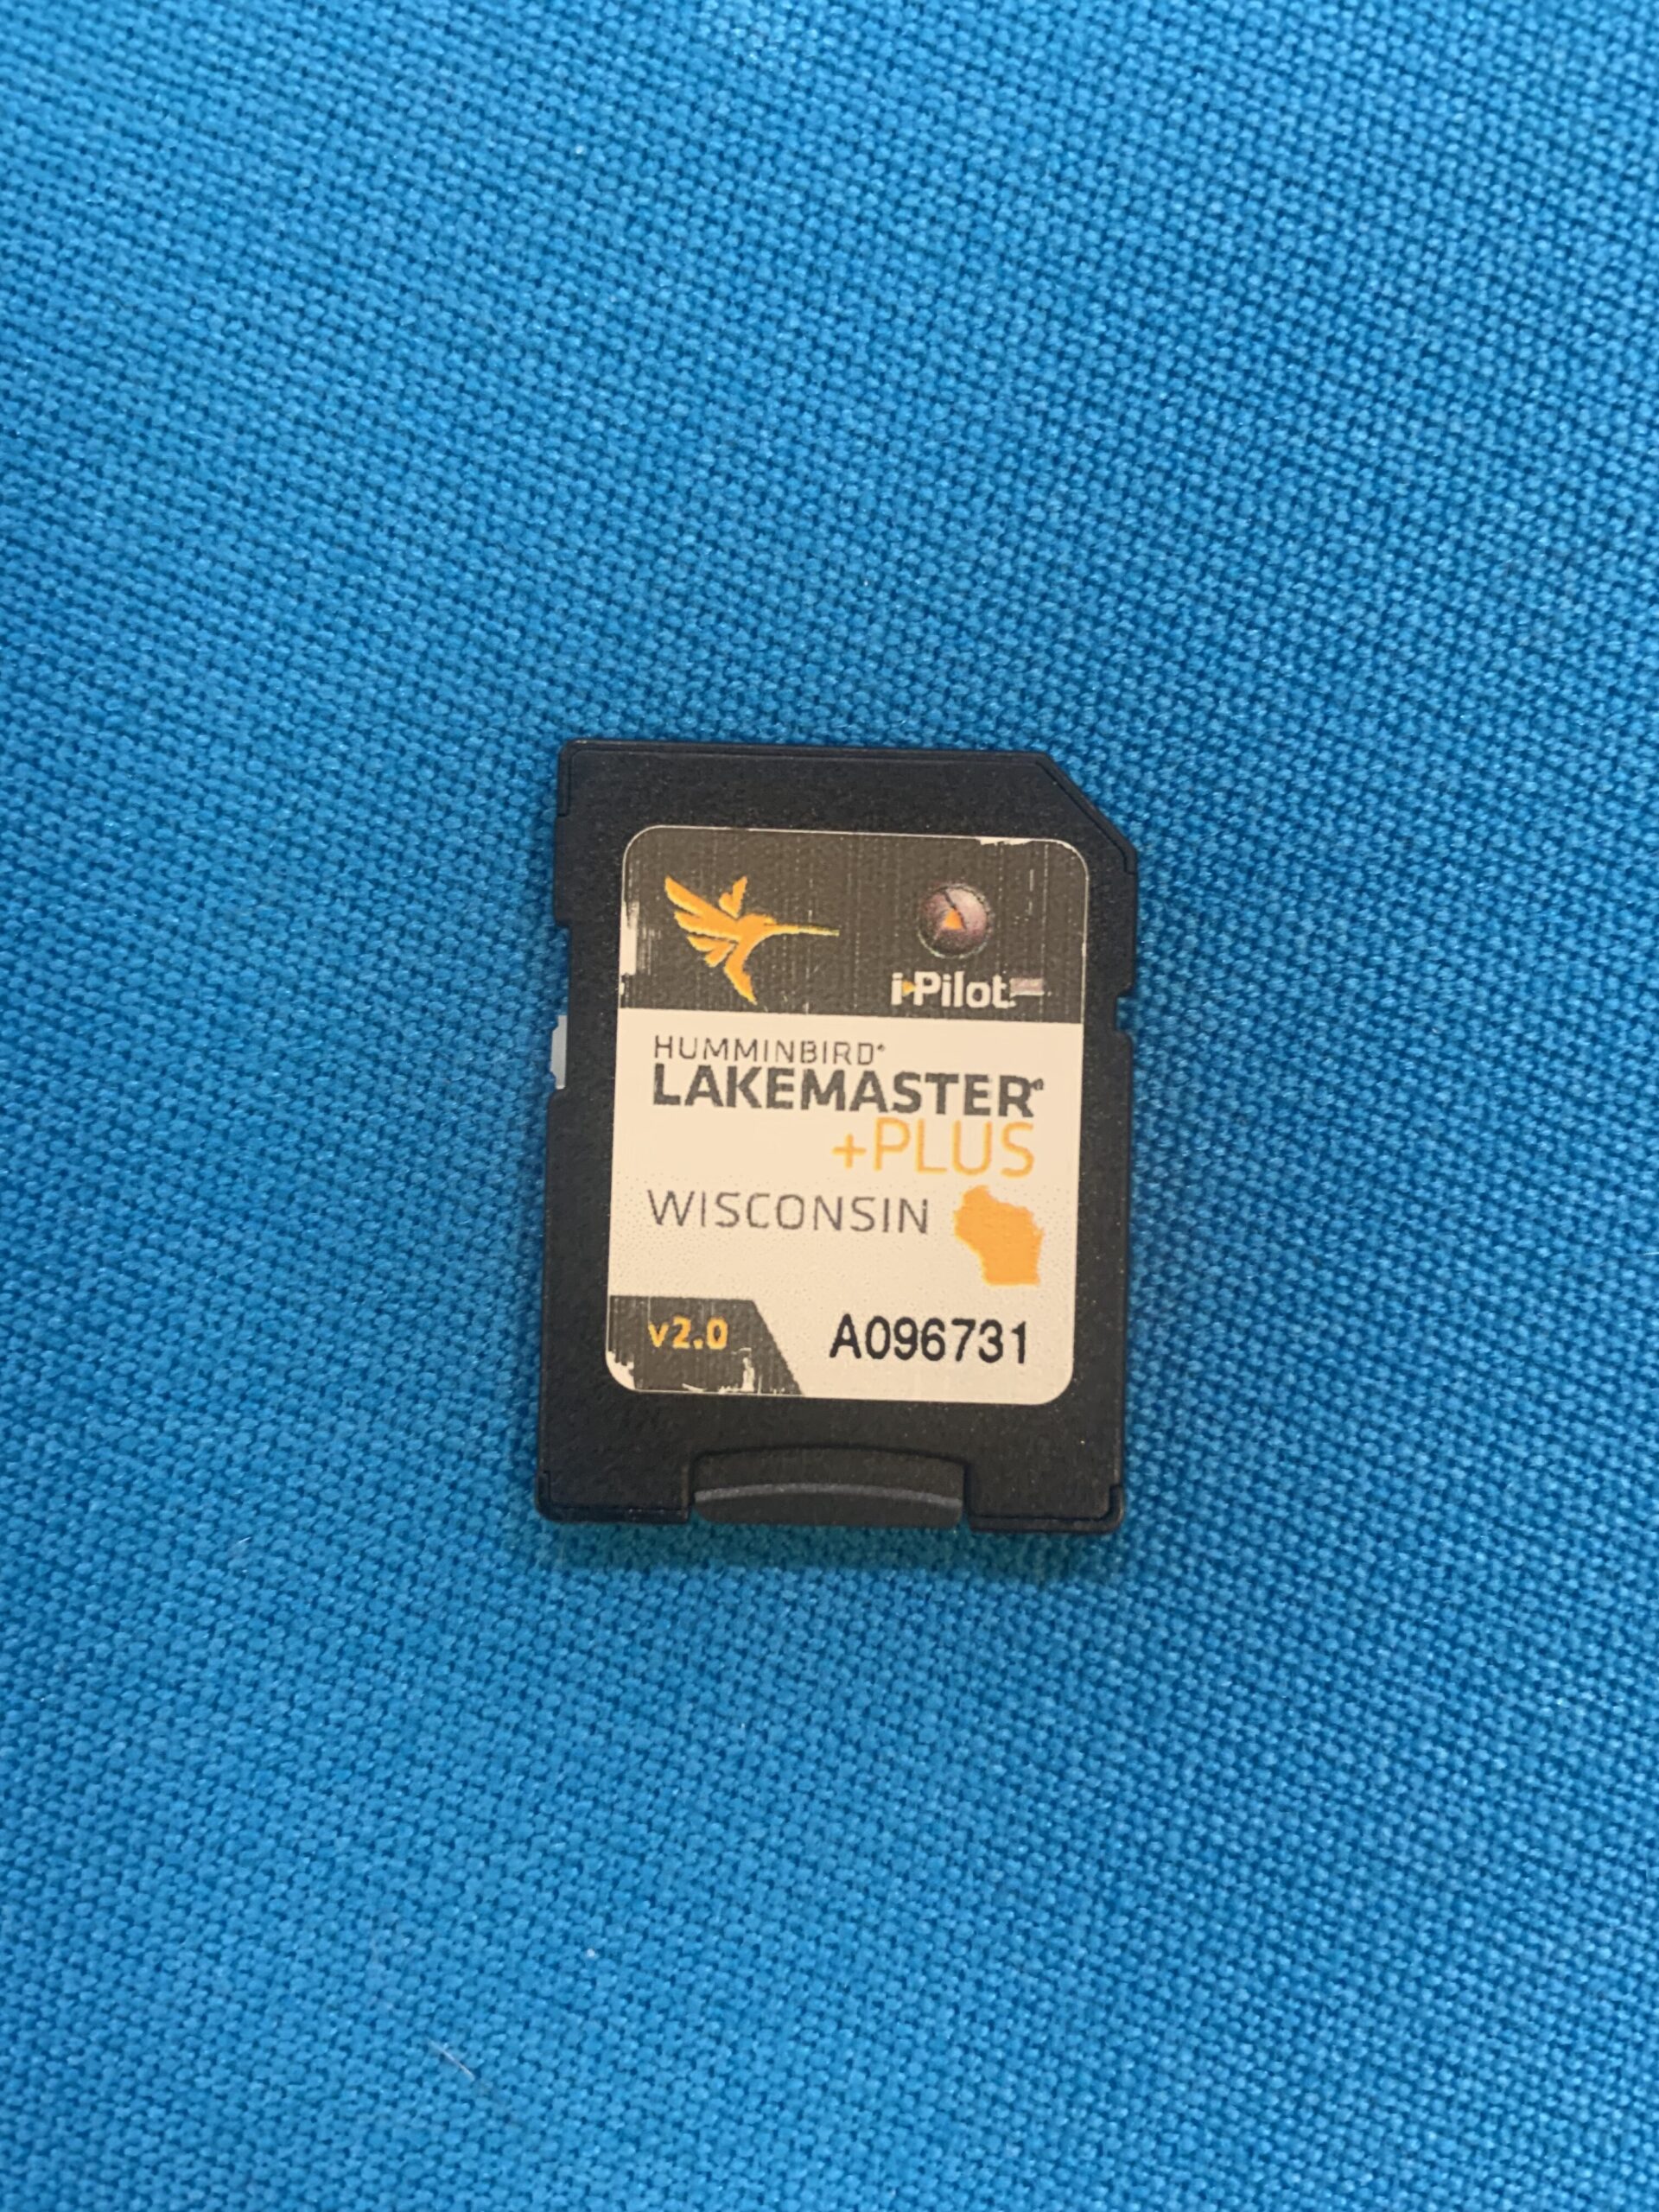 i-Pilot
HUMMINBIRD®
LAKEMASTER®
+PLUS
WISCONSIN
v2.0
A096731